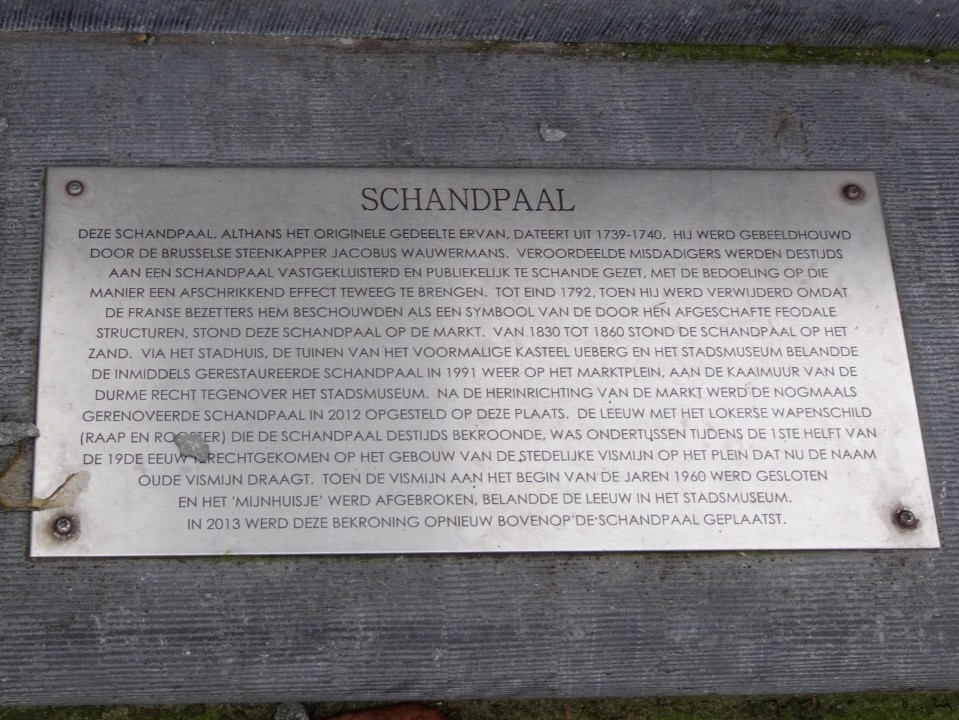 SCHANDPAAL
DEZE SCHANDPAAL, ALTHANS HET ORIGINELE GEDEELTE ERVAN, DATEERT UIT 1739-1740. HIJ WERD GEBEELDHOUWD
DOOR DE BRUSSELSE STEENKAPPER JACOBUS WAUWERMANS. VEROORDEELDE MISDADIGERS WERDEN DESTIJDS
AAN EEN SCHANDPAAL VASTGEKLUISTERD EN PUBLIEKELIJK TE SCHANDE GEZET, MET DE BEDOELING OP DIE
MANIER EEN AFSCHRIKKEND EFFECT TEWEEG TE BRENGEN. TOT EIND 1792, TOEN HIJ WERD VERWIJDERD OMDAT
DE FRANSE BEZETTERS HEM BESCHOUWDEN ALS EEN SYMBOOL VAN DE DOOR HEN AFGESCHAFTE FEODALE
STRUCTUREN, STOND DEZE SCHANDPAAL OP DE MARKT. VAN 1830 TOT 1860 STOND DE SCHANDPAAL OP HET
ZAND. VIA HET STADHUIS, DE TUINEN VAN HET VOORMALIGE KASTEEL UEBERG EN HET STADSMUSEUM BELANDDE
DE INMIDDELS GERESTAUREERDE SCHANDPAAL IN 1991 WEER OP HET MARKTPLEIN, AAN DE KAAIMUUR VAN DE
DURME RECHT TEGENOVER HET STADSMUSEUM. NA DE HERINRICHTING VAN DE MARKT WERD DE NOGMAALS
GERENOVEERDE SCHANDPAAL IN 2012 OPGESTELD OP DEZE PLAATS. DE LEEUW MET HET LOKERSE WAPENSCHILD
(RAAP EN ROOSTER) DIE DE SCHANDPAAL DESTIJDS BEKROONDE, WAS ONDERTUSSEN TIJDENS DE 1STE HELFT VAN
DE 19DE EEUW TERECHTGEKOMEN OP HET GEBOUW VAN DE STEDELIJKE VISMIJN OP HET PLEIN DAT NU DE NAAM
OUDE VISMIJN DRAAGT. TOEN DE VISMIJN AAN HET BEGIN VAN DE JAREN 1960 WERD GESLOTEN
EN HET 'MIJNHUISJE' WERD AFGEBROKEN, BELANDDE DE LEEUW IN HET STADSMUSEUM.
IN 2013 WERD DEZE BEKRONING OPNIEUW BOVENOP DE SCHANDPAAL GEPLAATST.